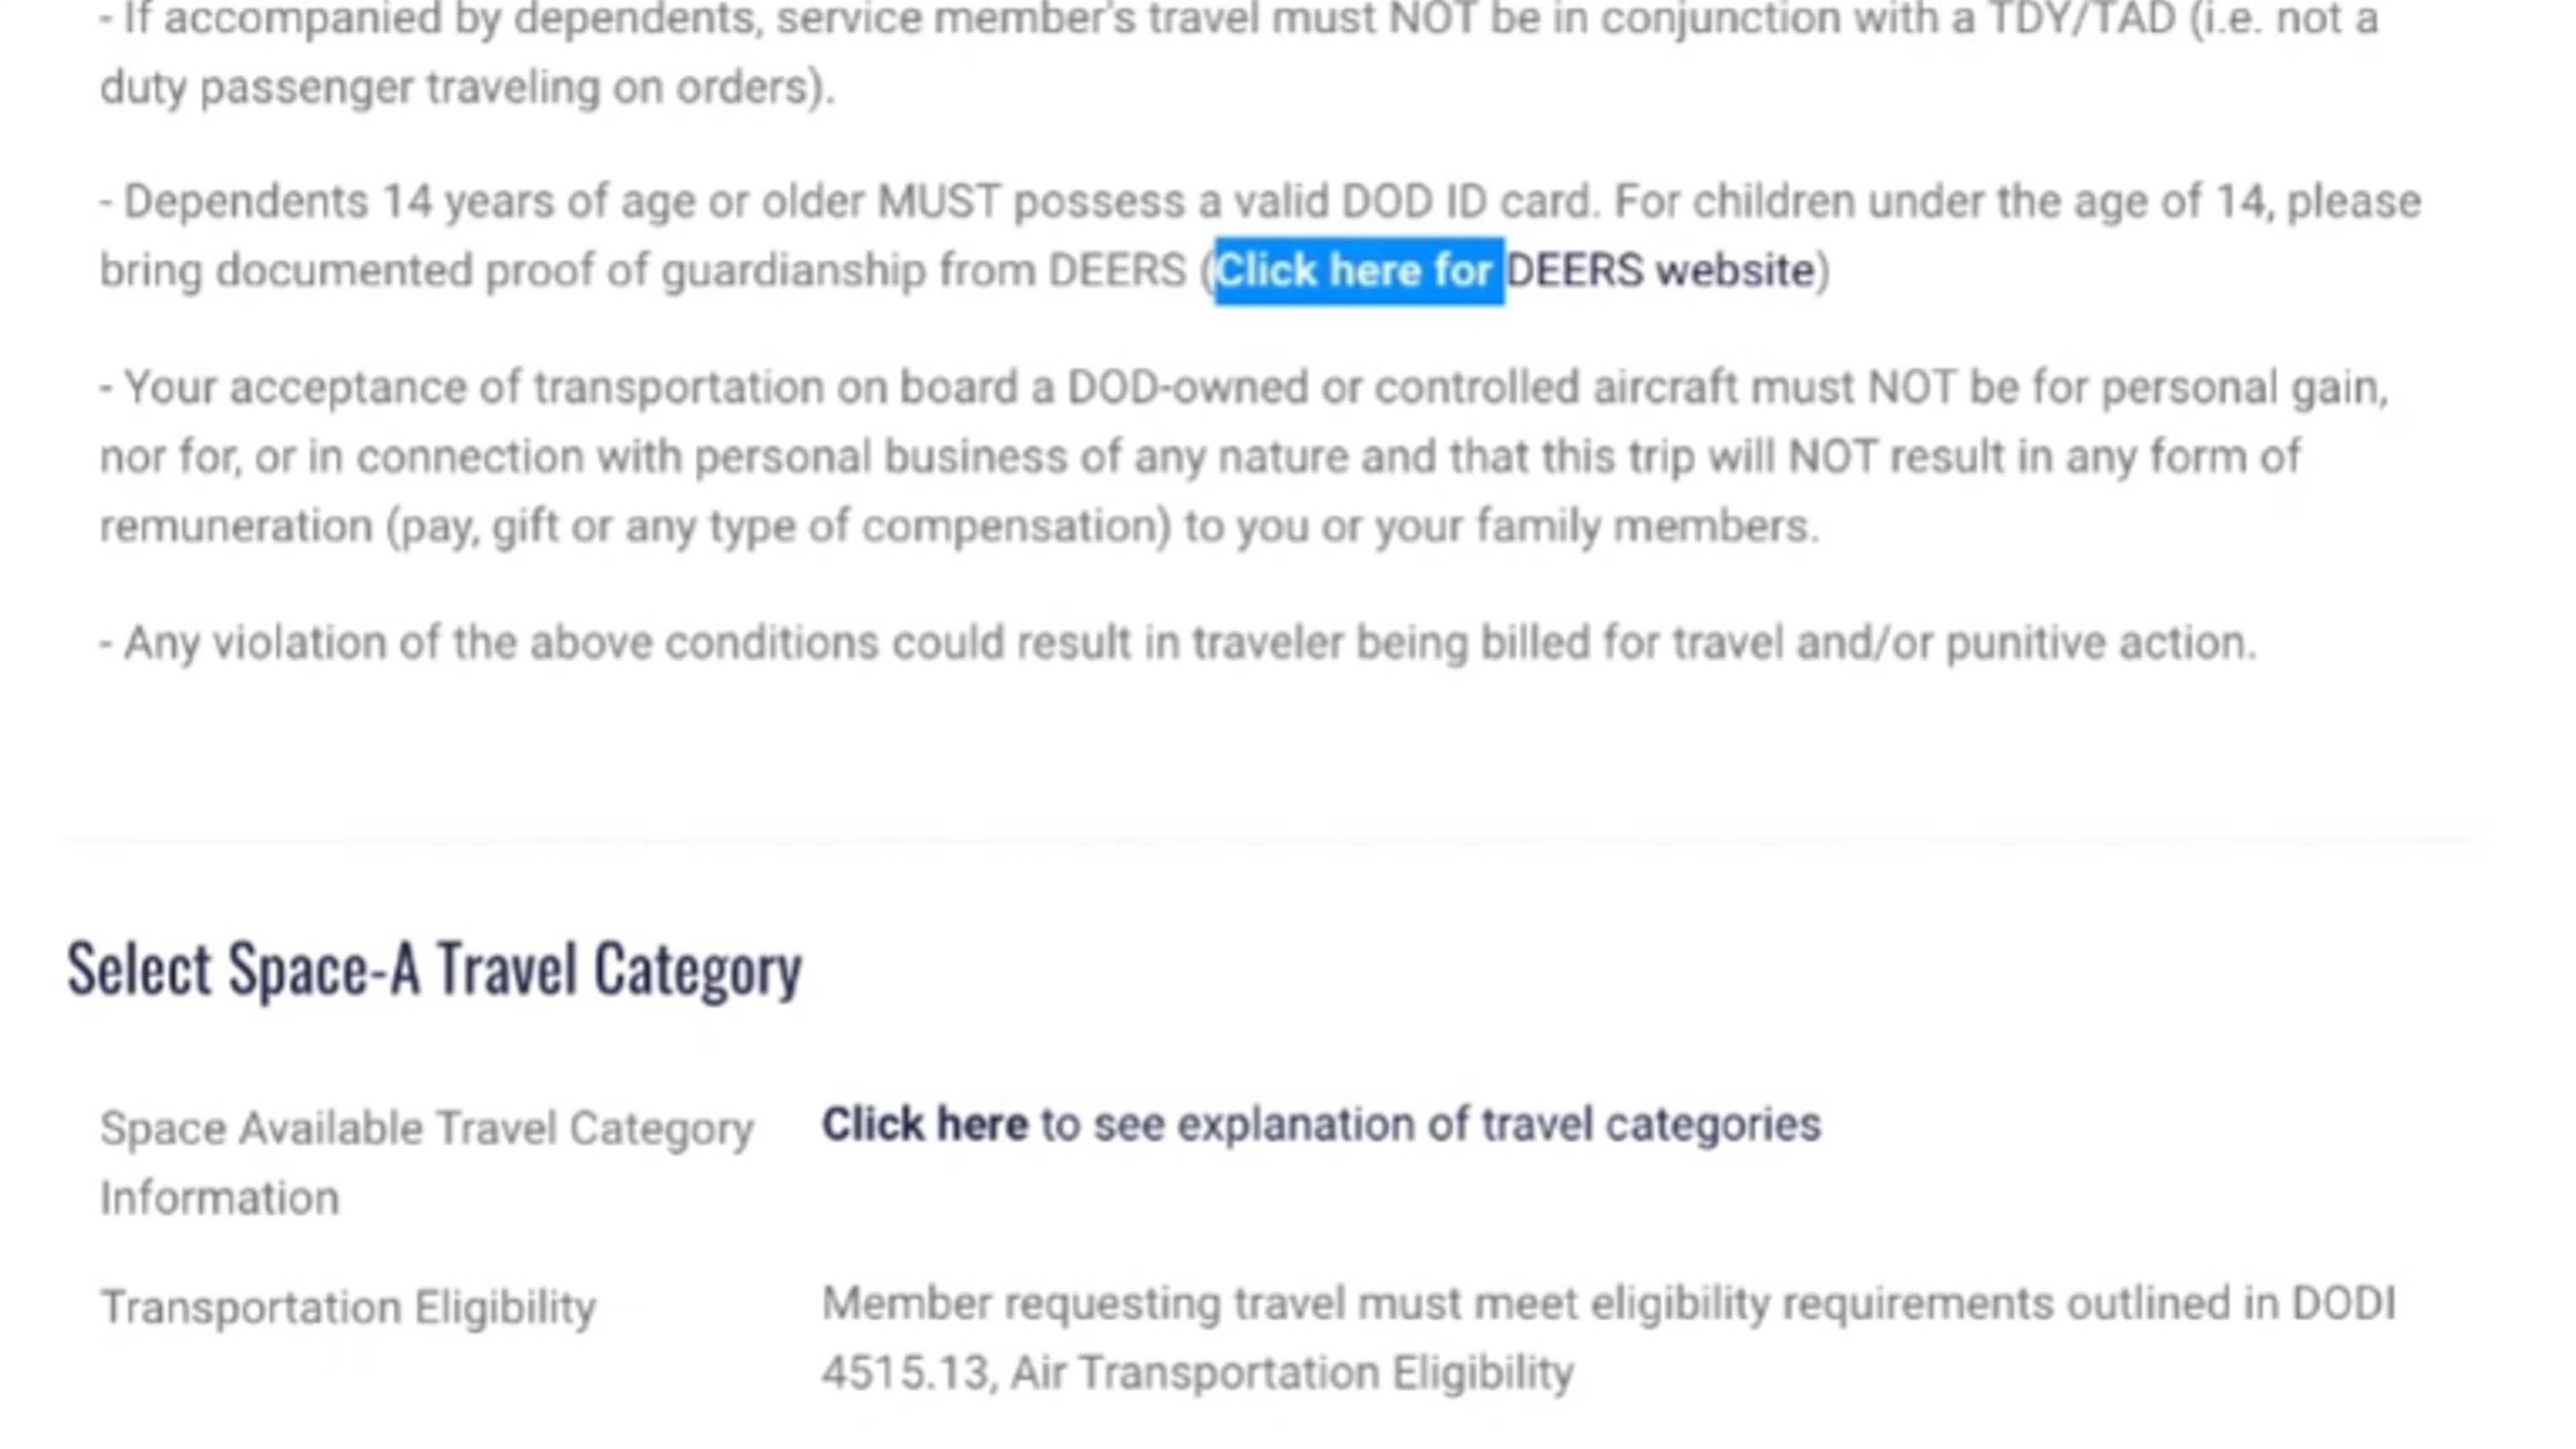 - If accompanied by dependents, service member's travel must NOT be in conjunction with a TDY/TAD (i.e. not a
duty passenger traveling on orders).
- Dependents 14 years of age or older MUST possess a valid DOD ID card. For children under the age of 14, please
bring documented proof of guardianship from DEERS (Click here for DEERS website)
- Your acceptance of transportation on board a DOD-owned or controlled aircraft must NOT be for personal gain,
nor for, or in connection with personal business of any nature and that this trip will NOT result in any form of
remuneration (pay, gift or any type of compensation) to you or your family members.
- Any violation of the above conditions could result in traveler being billed for travel and/or punitive action.
Select Space-A Travel Category
Space Available Travel Category
Information
Click here to see explanation of travel categories
Transportation Eligibility
Member requesting travel must meet eligibility requirements outlined in DODI
4515.13, Air Transportation Eligibility